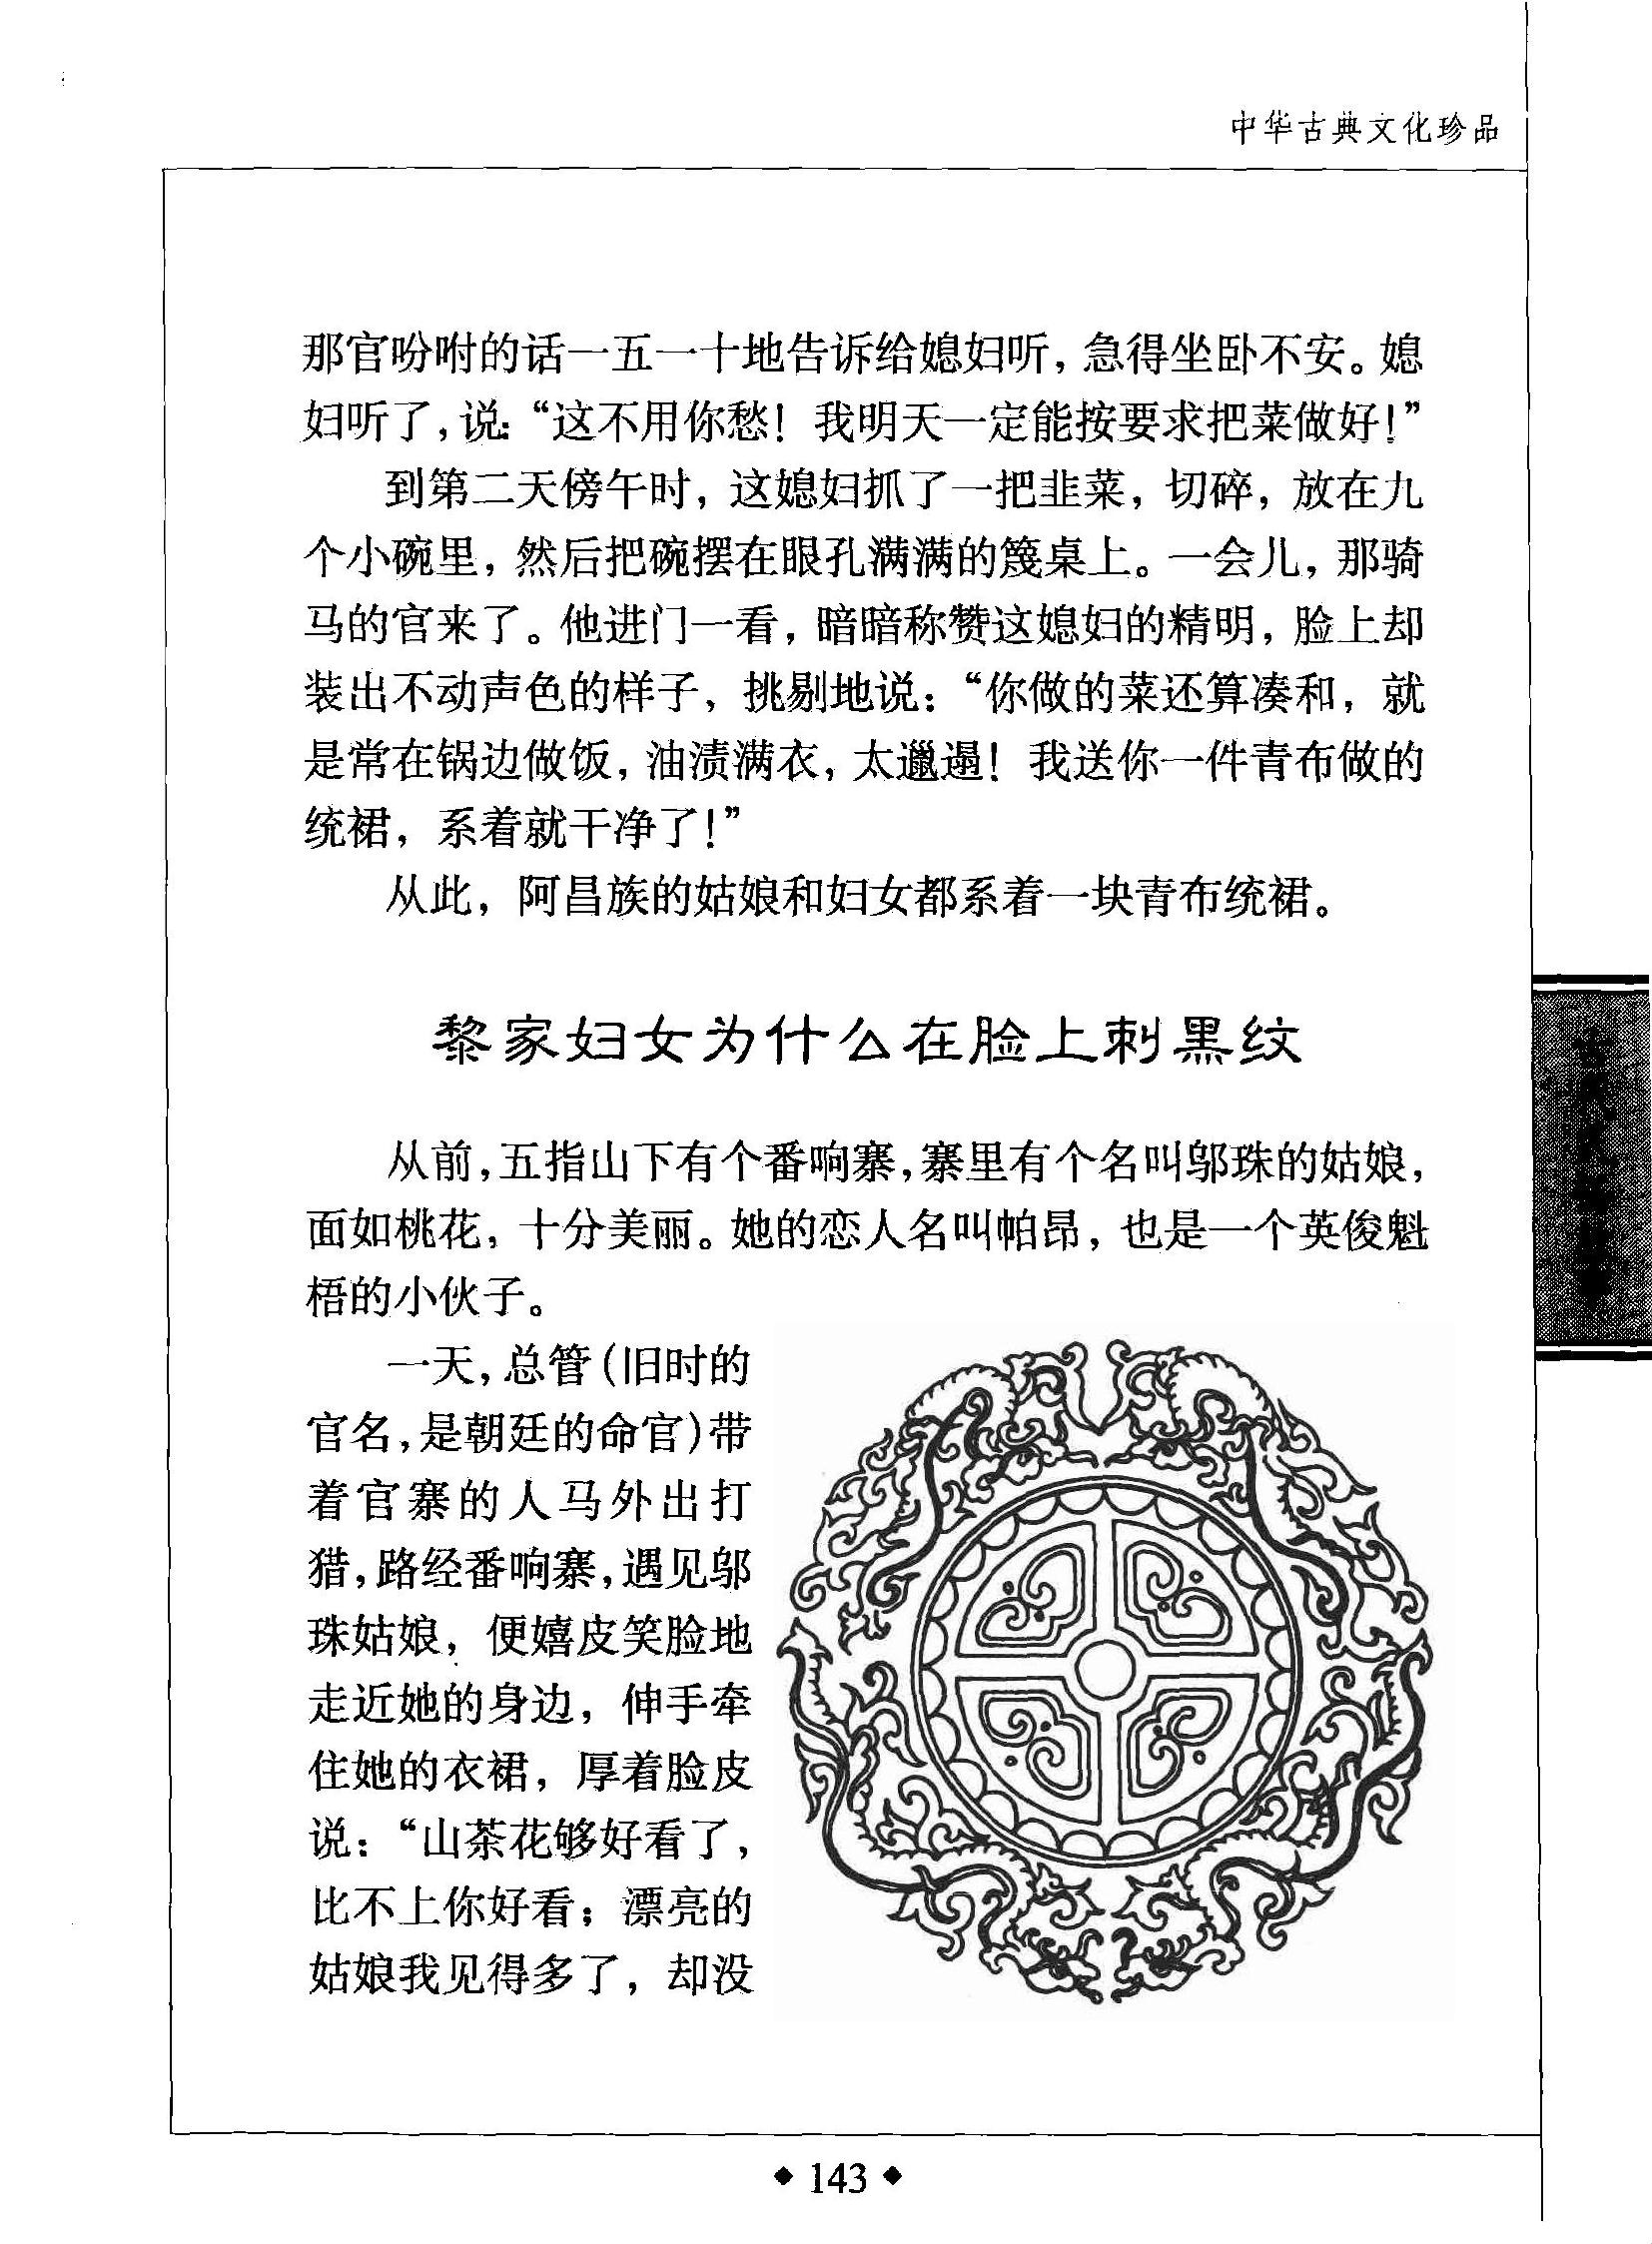 中华古典文化珍品
那官吩咐的话一五一十地告诉给媳妇听，急得坐卧不安。媳
妇听了，说：“这不用你愁！我明天一定能按要求把菜做好！”
到第二天傍午时，这媳妇抓了一把韭菜，切碎，放在九
个小碗里，然后把碗摆在眼孔满满的篾桌上。一会儿，那骑
马的官来了。他进门一看，暗暗称赞这媳妇的精明，脸上却
装出不动声色的样子，挑剔地说：“你做的菜还算凑和，就
是常在锅边做饭，油渍满衣，太邋遢！我送你一件青布做的
统裙，系着就干净了！”
从此，阿昌族的姑娘和妇女都系着一块青布统裙。
黎家妇女为什么在脸上刺黑纹
从前，五指山下有个番响寨，寨里有个名叫邬珠的姑娘，
面如桃花，十分美丽。她的恋人名叫帕昂，也是一个英俊魁
梧的小伙子。
一天，总管（旧时的
官名，是朝廷的命官）带
着官寨的人马外出打
猎，路经番响寨，遇见邬
珠姑娘，便嬉皮笑脸地
走近她的身边，伸手牵
住她的衣裙，厚着脸皮
说：“山茶花够好看了，
比不上你好看；漂亮的
姑娘我见得多了，却没
◆ 143 ◆